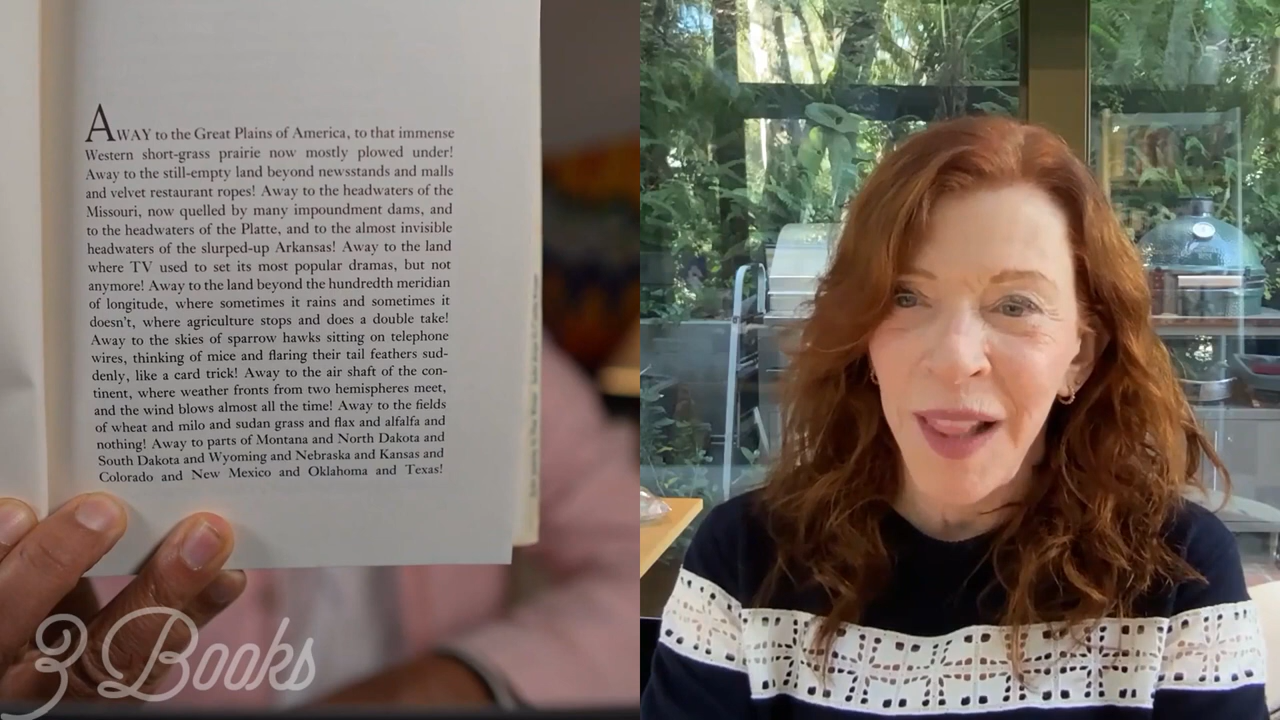 AWAY to the Great Plains of America, to that immense
Western short-grass prairie now mostly plowed under!
Away to the still-empty land beyond newsstands and malls
and velvet restaurant ropes! Away to the headwaters of the
Missouri, now quelled by many impoundment dams, and
to the headwaters of the Platte, and to the almost invisible
headwaters of the slurped-up Arkansas! Away to the land
where TV used to set its most popular dramas, but not
anymore! Away to the land beyond the hundredth meridian
of longitude, where sometimes it rains and sometimes it
doesn't, where agriculture stops and does a double take!
Away to the skies of sparrow hawks sitting on telephone
wires, thinking of mice and flaring their tail feathers sud-
denly, like a card trick! Away to the air shaft of the con-
tinent, where weather fronts from two hemispheres meet,
and the wind blows almost all the time! Away to the fields
of wheat and milo and sudan grass and flax and alfalfa and
nothing! Away to parts of Montana and North Dakota and
South Dakota and Wyoming and Nebraska and Kansas and
Colorado and New Mexico and Oklahoma and Texas!
3 Books